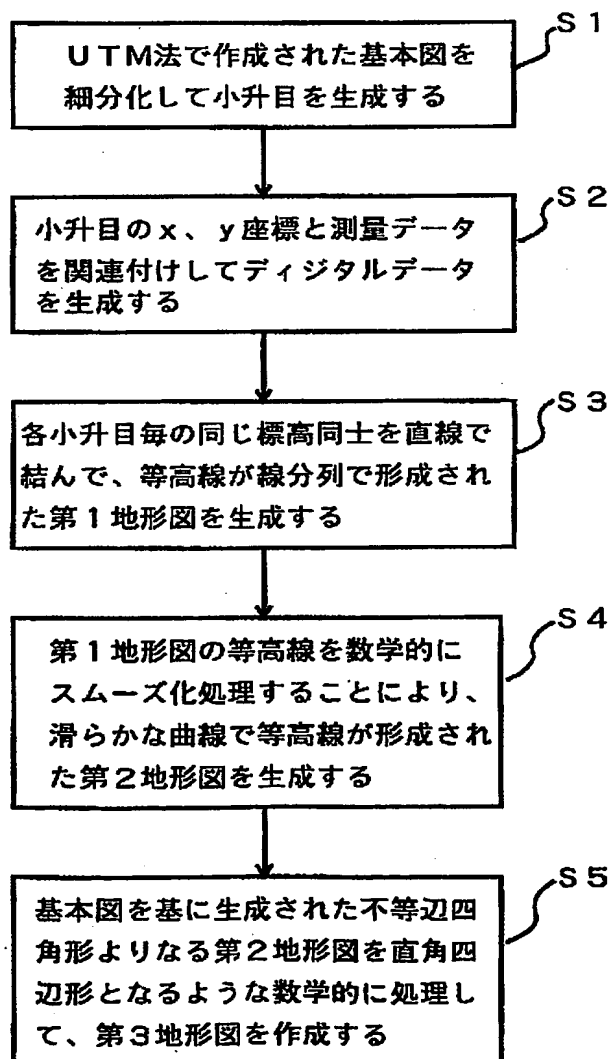 S1
UTM法で作成された基本図を
細分化して小升目を生成する
S2
小升目のx、y座標と測量データ
を関連付けしてディジタルデータ
を生成する
S3
各小升目毎の同じ標高同士を直線で
結んで、等高線が線分列で形成され
た第1地形図を生成する
S4
第1地形図の等高線を数学的に
スムーズ化処理することにより、
滑らかな曲線で等高線が形成され
た第2地形図を生成する
S5
基本図を基に生成された不等辺四
角形よりなる第2地形図を直角四
辺形となるような数学的に処理し
て、第3地形図を作成する